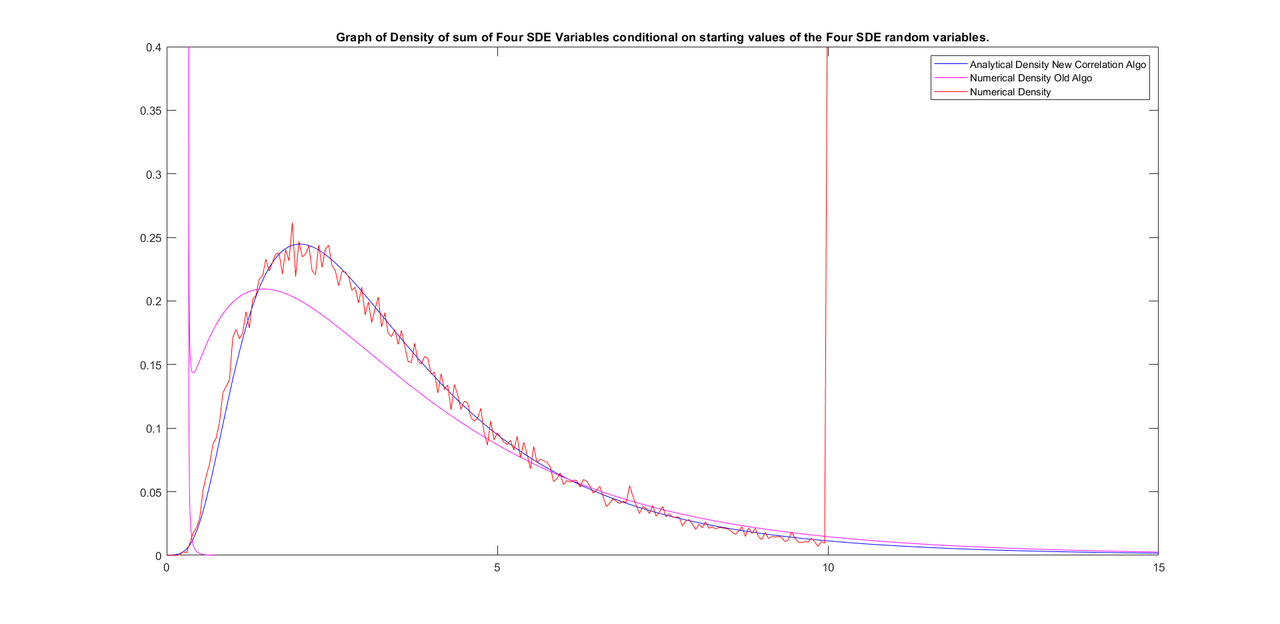 Graph of Density of sum of Four SDE Variables conditional on starting values of the Four SDE random variables.
0.4
0.35
0.3
0.25
0.2
0.15
0.1
0.05
0
0 5 10 15
Analytical Density New Correlation Algo
Numerical Density Old Algo
Numerical Density